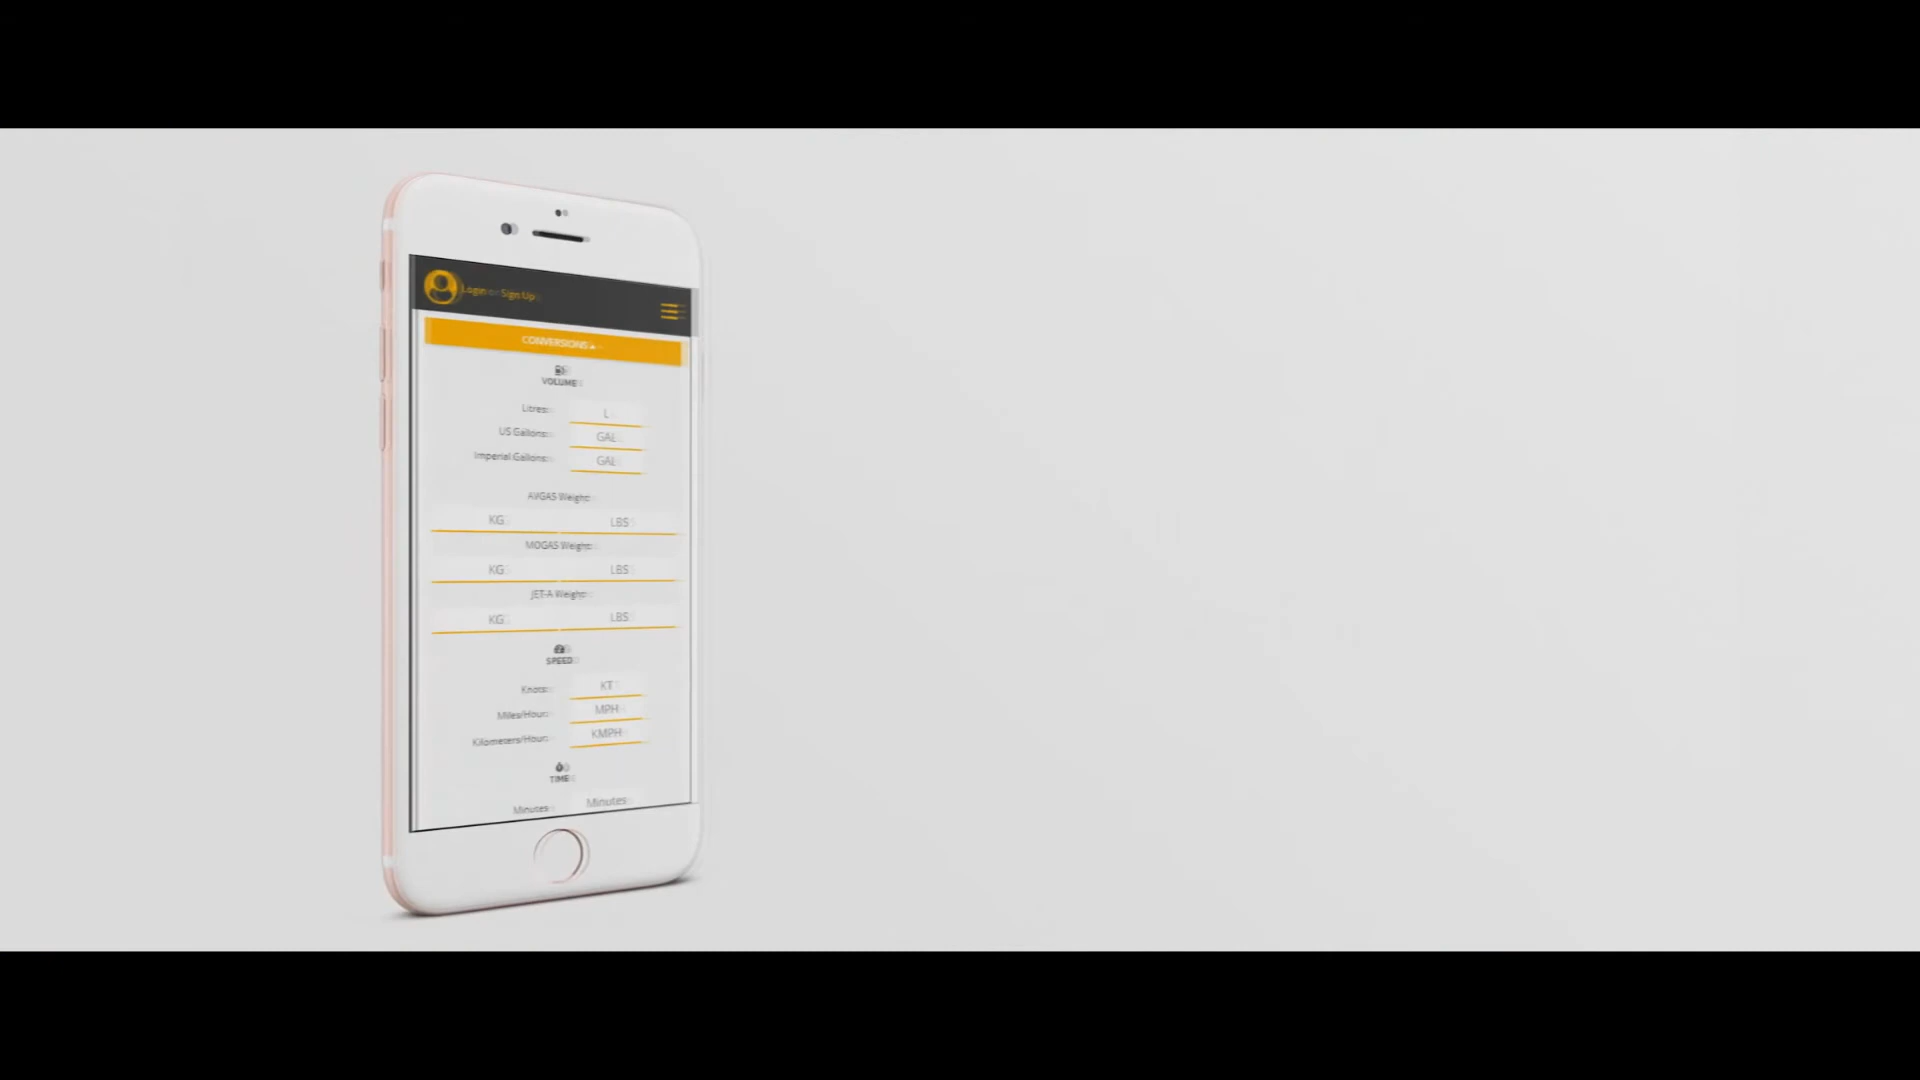 Login or Sign Up
CONVERSIONS
VOLUME
Litres: L
US Gallons: GAL
Imperial Gallons: GAL
AVGAS Weight:
KG LBS
MOGAS Weight:
KG LBS
JET-A Weight:
KG LBS
SPEED
Knots: KT
Miles/Hour: MPH
Kilometers/Hour: KMPH
TIME
Minutes: Minutes